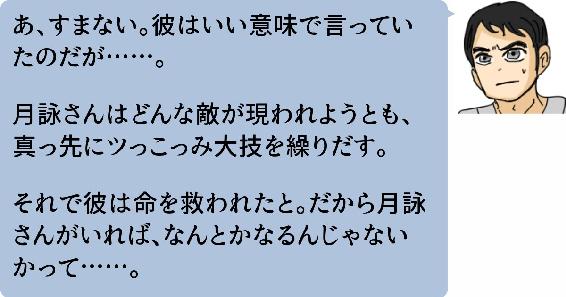 あ、すまない。彼はいい意味で言ってい
たのだが……。
月詠さんはどんな敵が現われようとも、
真っ先にツっこっみ大技を繰りだす。
それで彼は命を救われたと。だから月詠
さんがいれば、なんとかなるんじゃない
かって……。